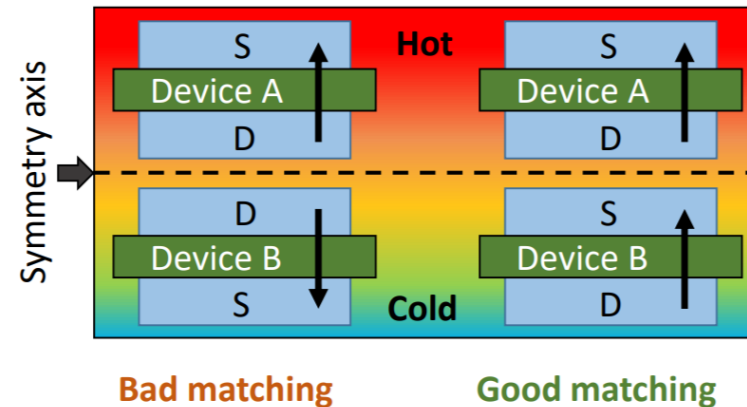 S Hot S
Device A Device A
D D
Symmetry axis
D S
Device B Device B
S Cold D
Bad matching Good matching